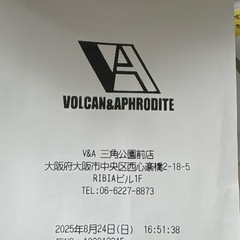 VA
VOLCAN&APHRODITE
V&A 三角公園前店
大阪府大阪市中央区西心斎橋2-18-5
RIBIAビル1F
TEL:06-6227-8873
2025年8月24日(日) 16:51:38